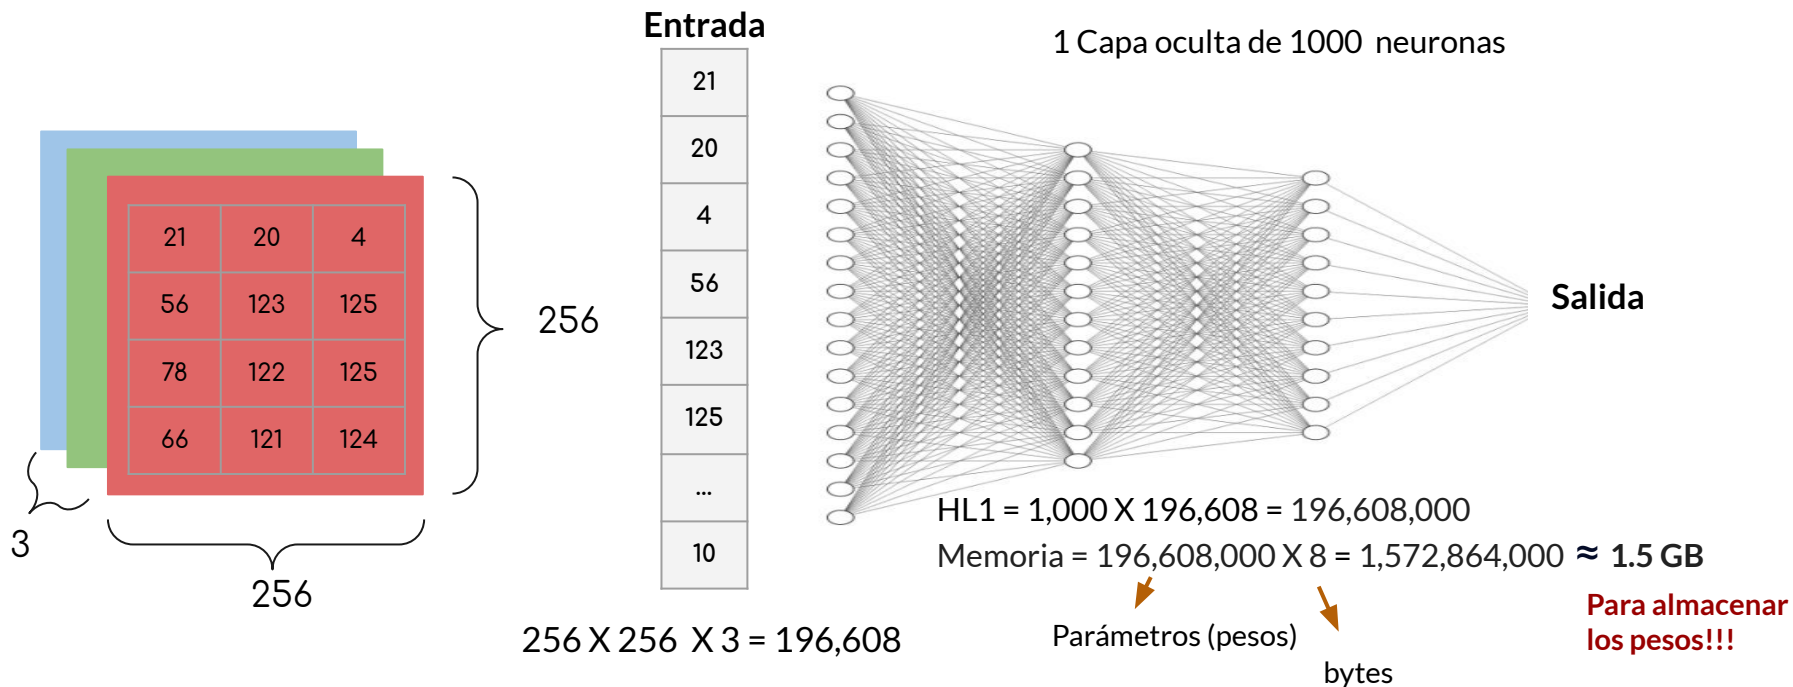 Entrada
1 Capa oculta de 1000 neuronas
21 20 4
56 123 125
78 122 125
66 121 124
256
3
256
21
20
4
56
123
125
...
10
256 X 256 X 3 = 196,608
Salida
HL1 = 1,000 X 196,608 = 196,608,000
Memoria = 196,608,000 X 8 = 1,572,864,000 ≈ 1.5 GB
Parámetros (pesos)
bytes
Para almacenar
los pesos!!!